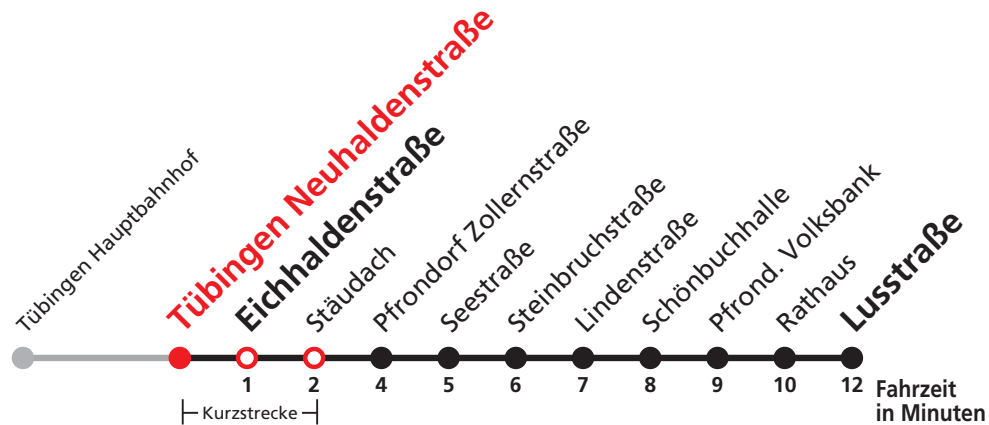 Tübingen Hauptbahnhof
Tübingen Neuhaldenstraße
Eichhaldenstraße
Stäudach
Pfrondorf Zollernstraße
Seestraße
Steinbruchstraße
Lindenstraße
Schönbuchhalle
Pfrond. Volksbank
Rathaus
Lusstraße
1 2 4 5 6 7 8 9 10 12
Fahrzeit
in Minuten
Kurzstrecke